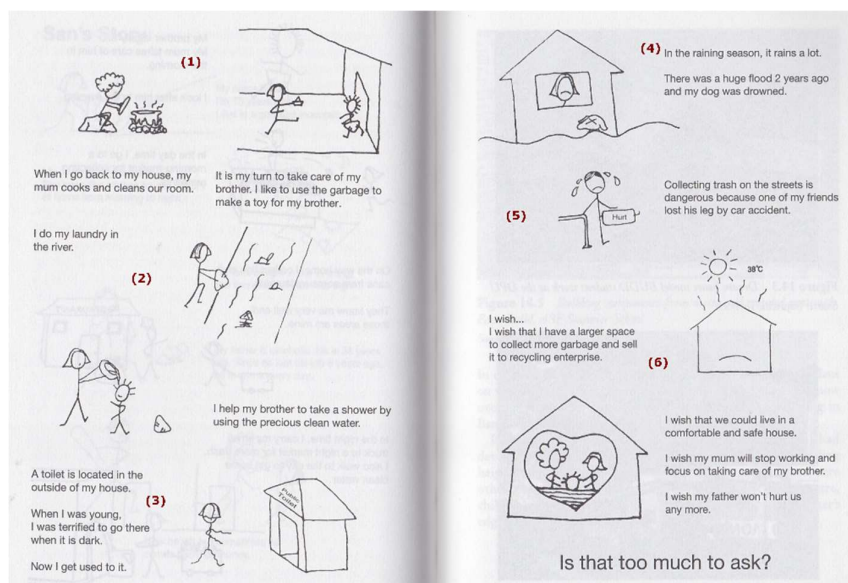 (1)
When I go back to my house, my
mum cooks and cleans our room.
It is my turn to take care of my
brother. I like to use the garbage to
make a toy for my brother.
I do my laundry in
the river.
(2)
I help my brother to take a shower by
using the precious clean water.
A toilet is located in the
outside of my house.
(3)
When I was young,
I was terrified to go there
when it is dark.
Now I get used to it.
Public
Toilet
(4)
In the raining season, it rains a lot.
There was a huge flood 2 years ago
and my dog was drowned.
(5)
Collecting trash on the streets is
dangerous because one of my friends
lost his leg by car accident.
Hurt
38°C
I wish...
I wish that I have a larger space
to collect more garbage and sell
it to recycling enterprise.
(6)
I wish that we could live in a
comfortable and safe house.
I wish my mum will stop working and
focus on taking care of my brother.
I wish my father won't hurt us
any more.
Is that too much to ask?